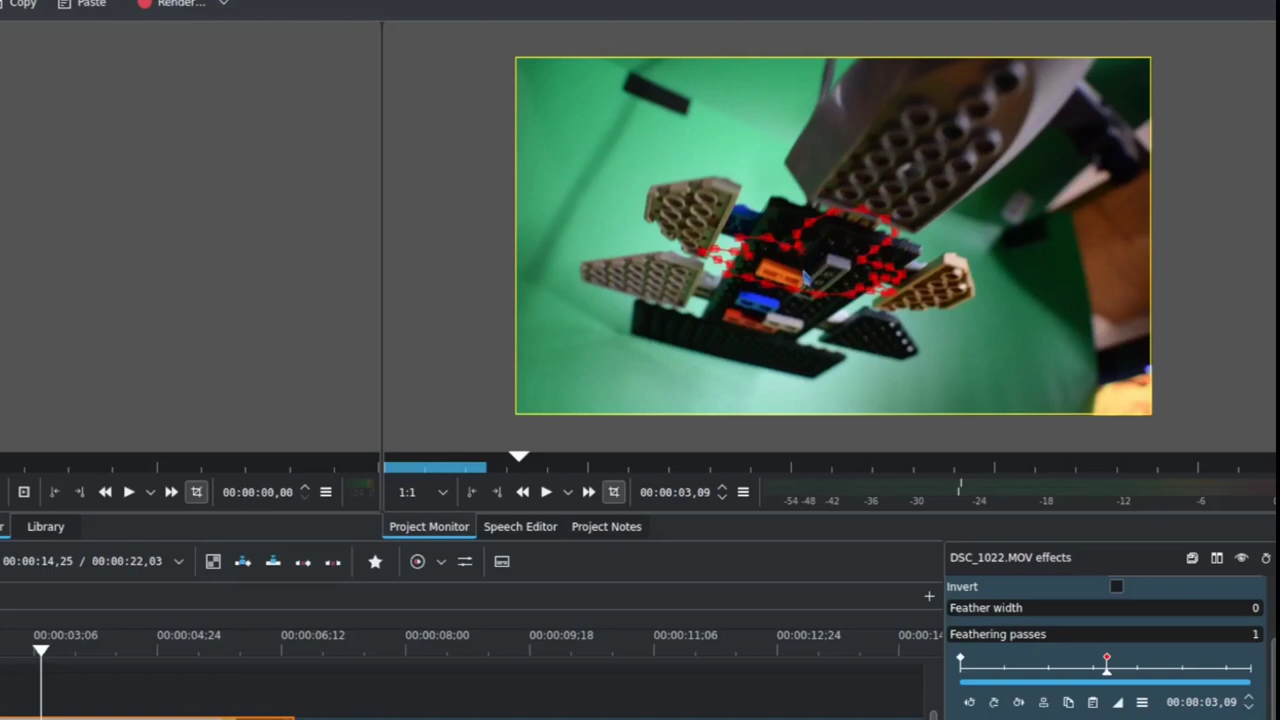 Copy Paste Render...
00:00:00,00
1:1 00:00:03,09 -54 -48 -42 -36 -30 -24 -18 -12 -6
Library Project Monitor Speech Editor Project Notes
00:00:14,25 / 00:00:22,03
DSC_1022.MOV effects
Invert
Feather width 0
Feathering passes 1
00:00:03;06 00:00:04;24 00:00:06;12 00:00:08;00 00:00:09;18 00:00:11;06 00:00:12;24 00:00:14
00:00:03,09